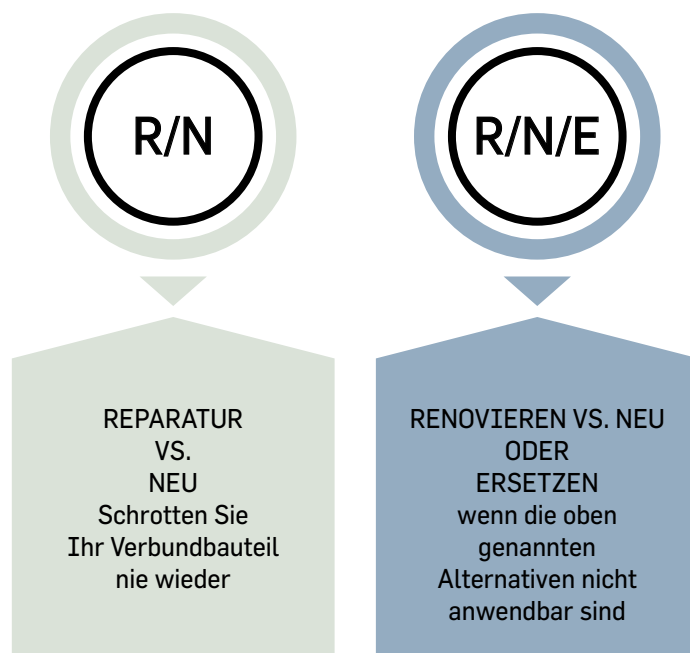 R/N
REPARATUR
VS.
NEU
Schrotten Sie
Ihr Verbundbauteil
nie wieder
R/N/E
RENOVIEREN VS. NEU
ODER
ERSETZEN
wenn die oben
genannten
Alternativen nicht
anwendbar sind